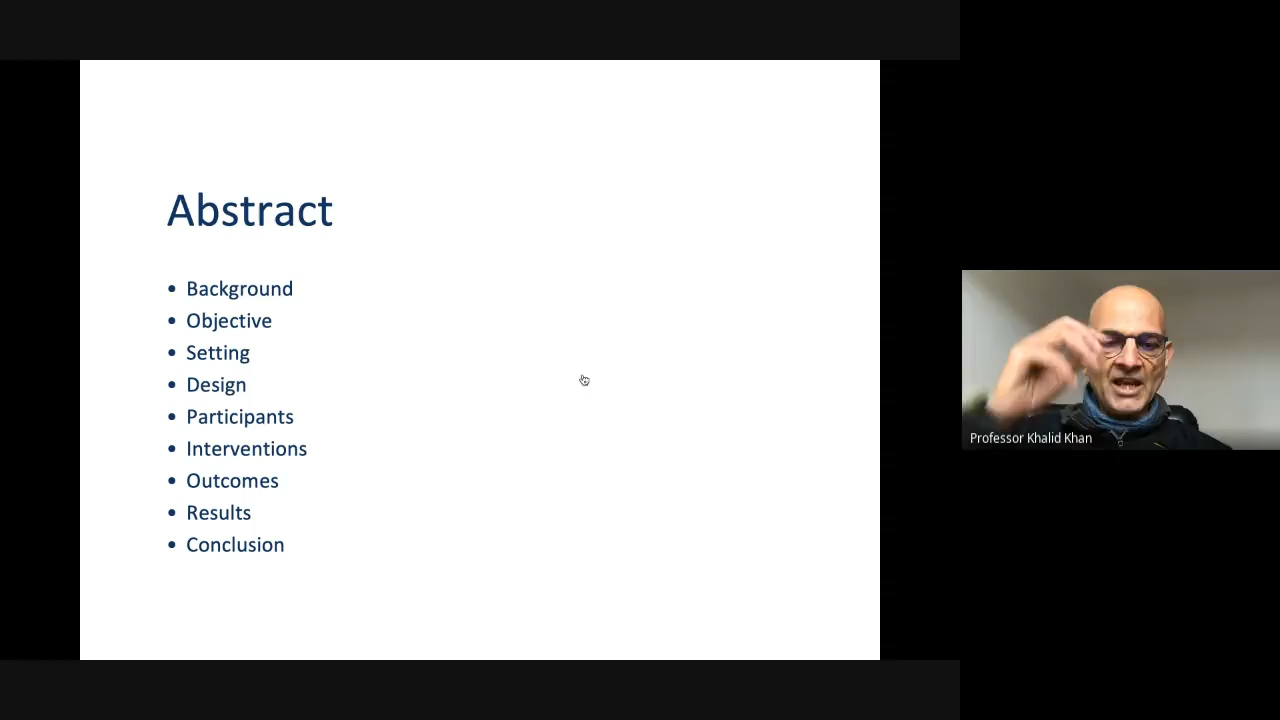 Abstract
• Background
• Objective
• Setting
• Design
• Participants
• Interventions
• Outcomes
• Results
• Conclusion
Professor Khalid Khan